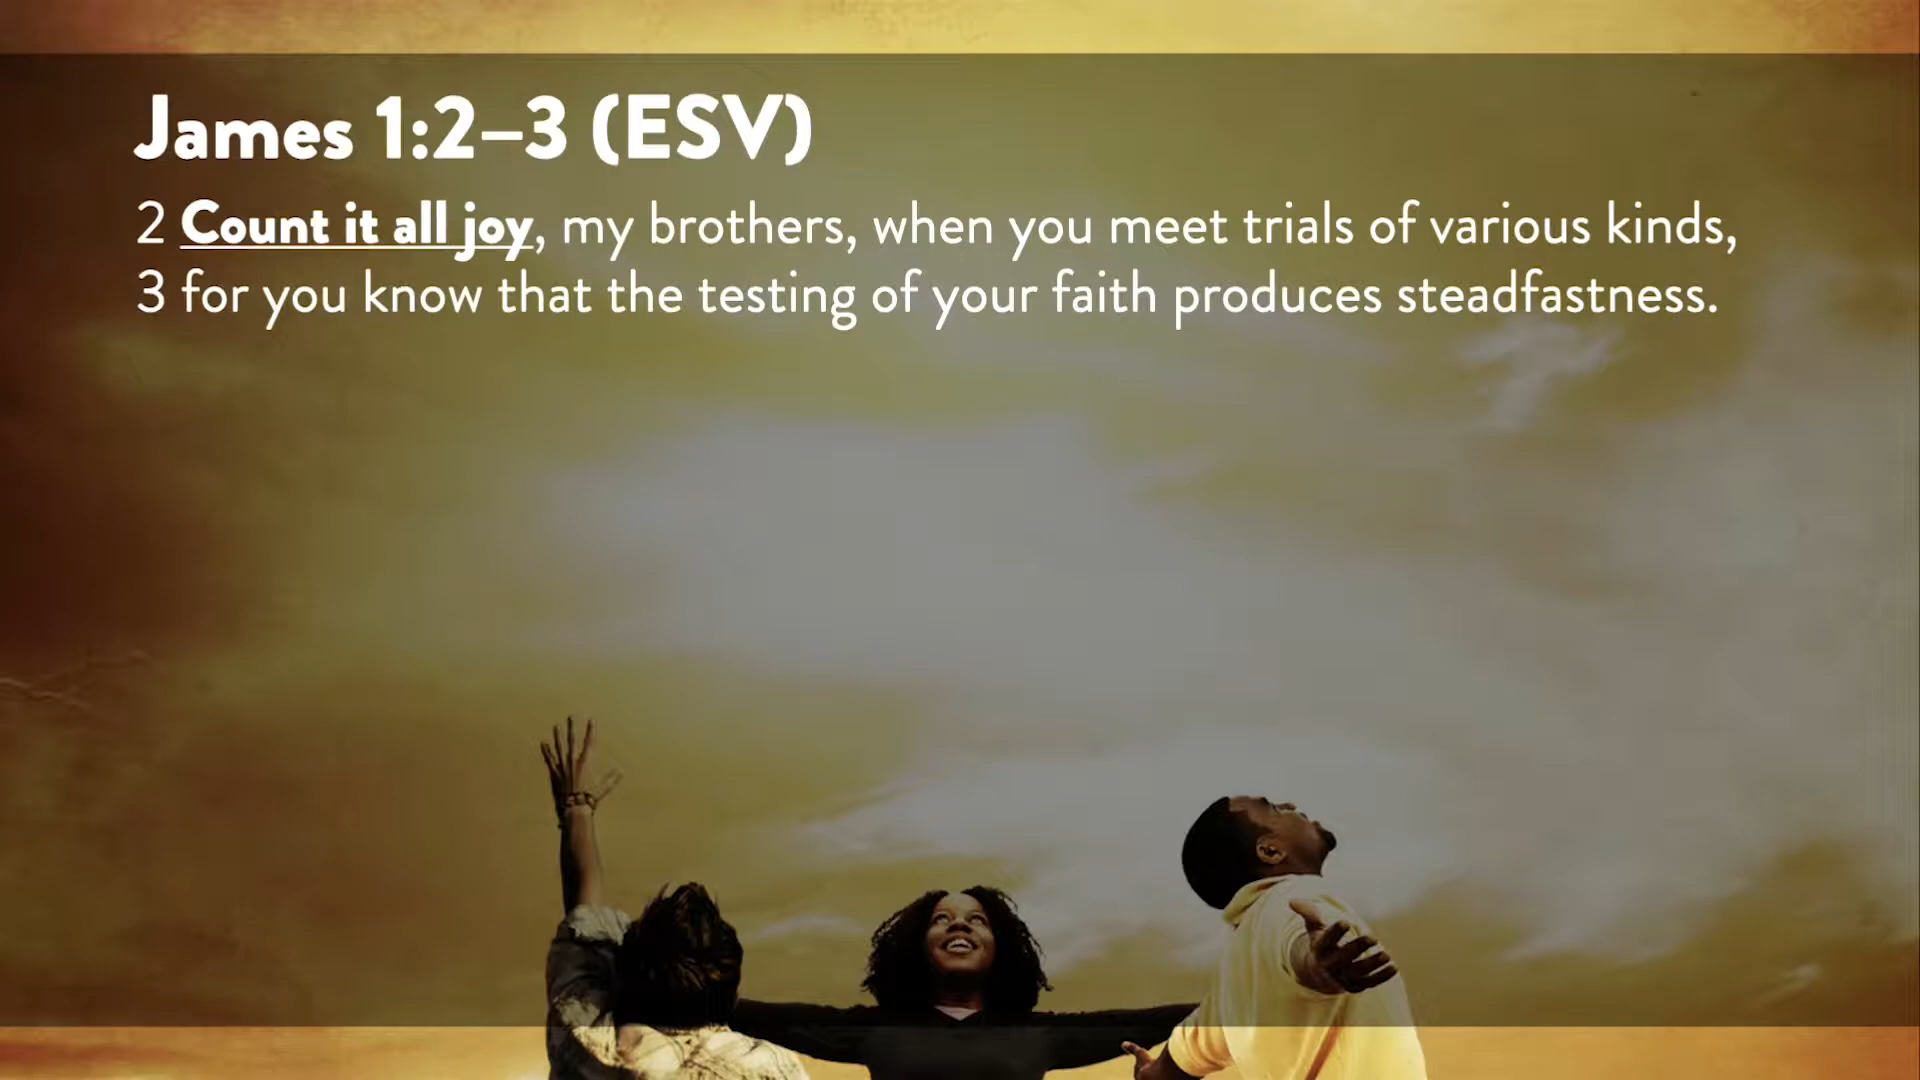 James 1:2–3 (ESV)
2 Count it all joy, my brothers, when you meet trials of various kinds,
3 for you know that the testing of your faith produces steadfastness.